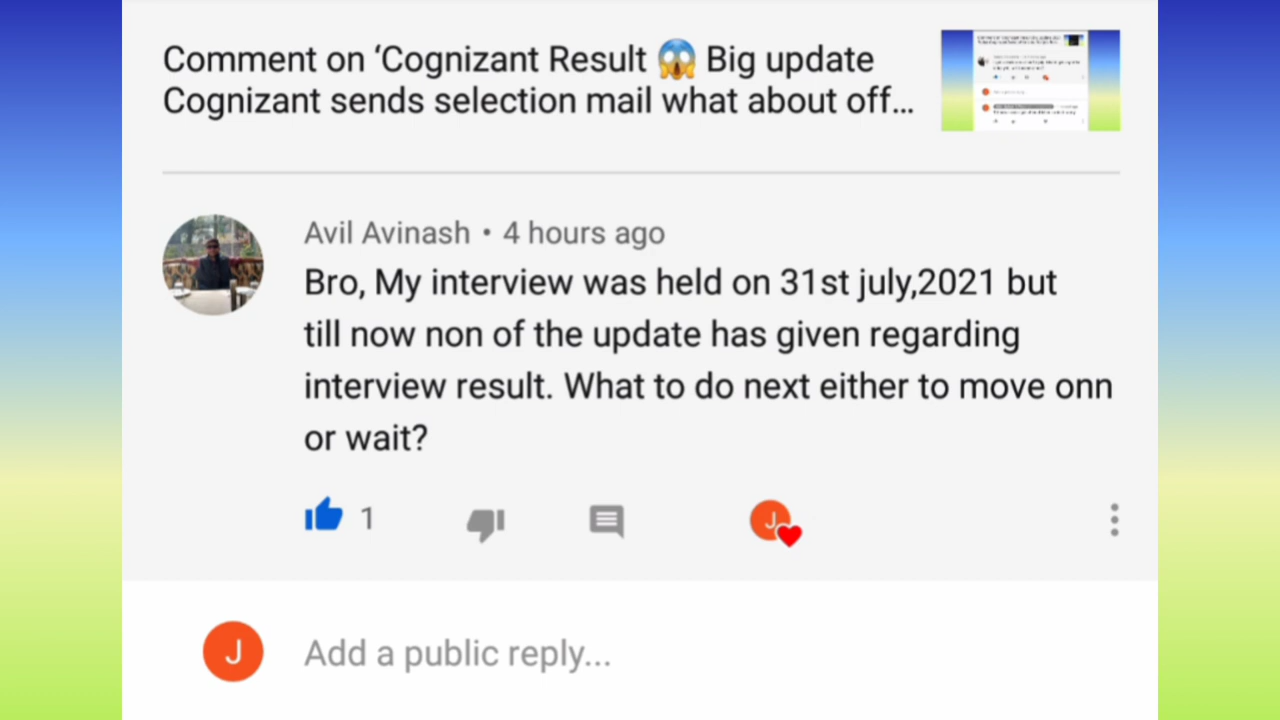 Comment on ‘Cognizant Result 😱 Big update
Cognizant sends selection mail what about off...
Avil Avinash • 4 hours ago
Bro, My interview was held on 31st july,2021 but
till now non of the update has given regarding
interview result. What to do next either to move onn
or wait?
1
J
J
Add a public reply...